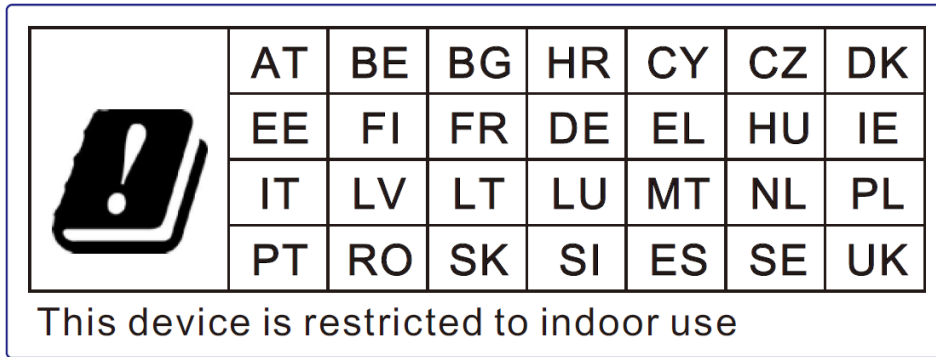 AT BE BG HR CY CZ DK
EE FI FR DE EL HU IE
IT LV LT LU MT NL PL
PT RO SK SI ES SE UK
This device is restricted to indoor use